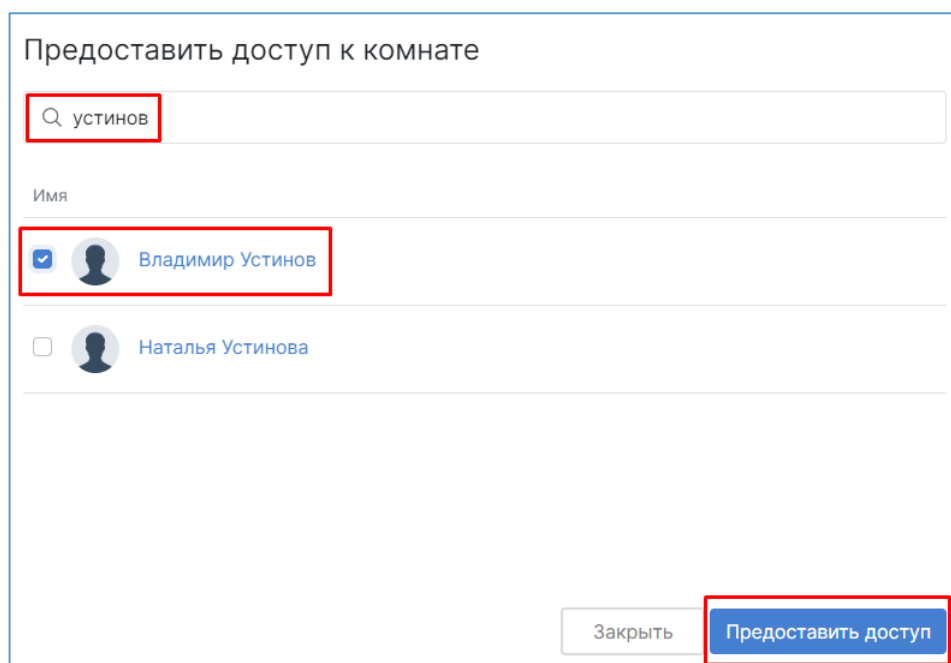 Предоставить доступ к комнате
устинов
Имя
Владимир Устинов
Наталья Устинова
Закрыть Предоставить доступ